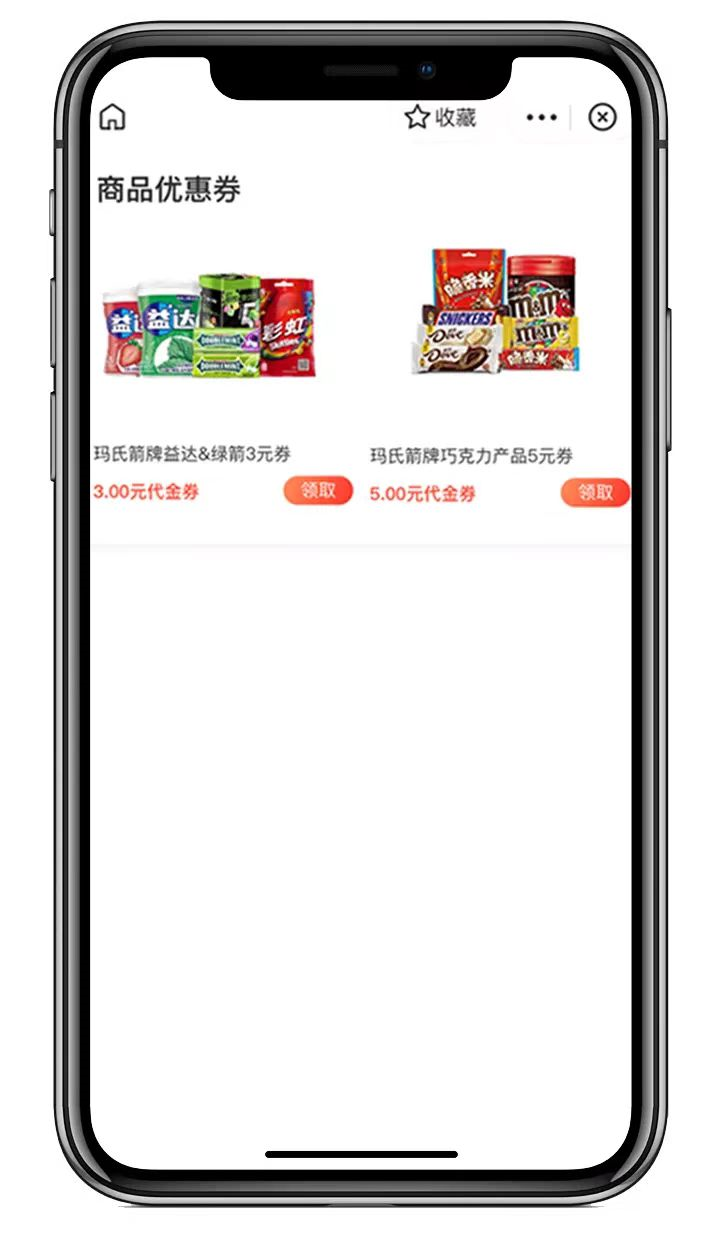 收藏
商品优惠券
益达
益达
彩虹
DOUBLEMINT
DOUBLEMINT
脆香米
m&m's
SNICKERS
Dove
Dove
m&m's
脆香米
玛氏箭牌益达&绿箭3元券
玛氏箭牌巧克力产品5元券
3.00元代金券
领取
5.00元代金券
领取